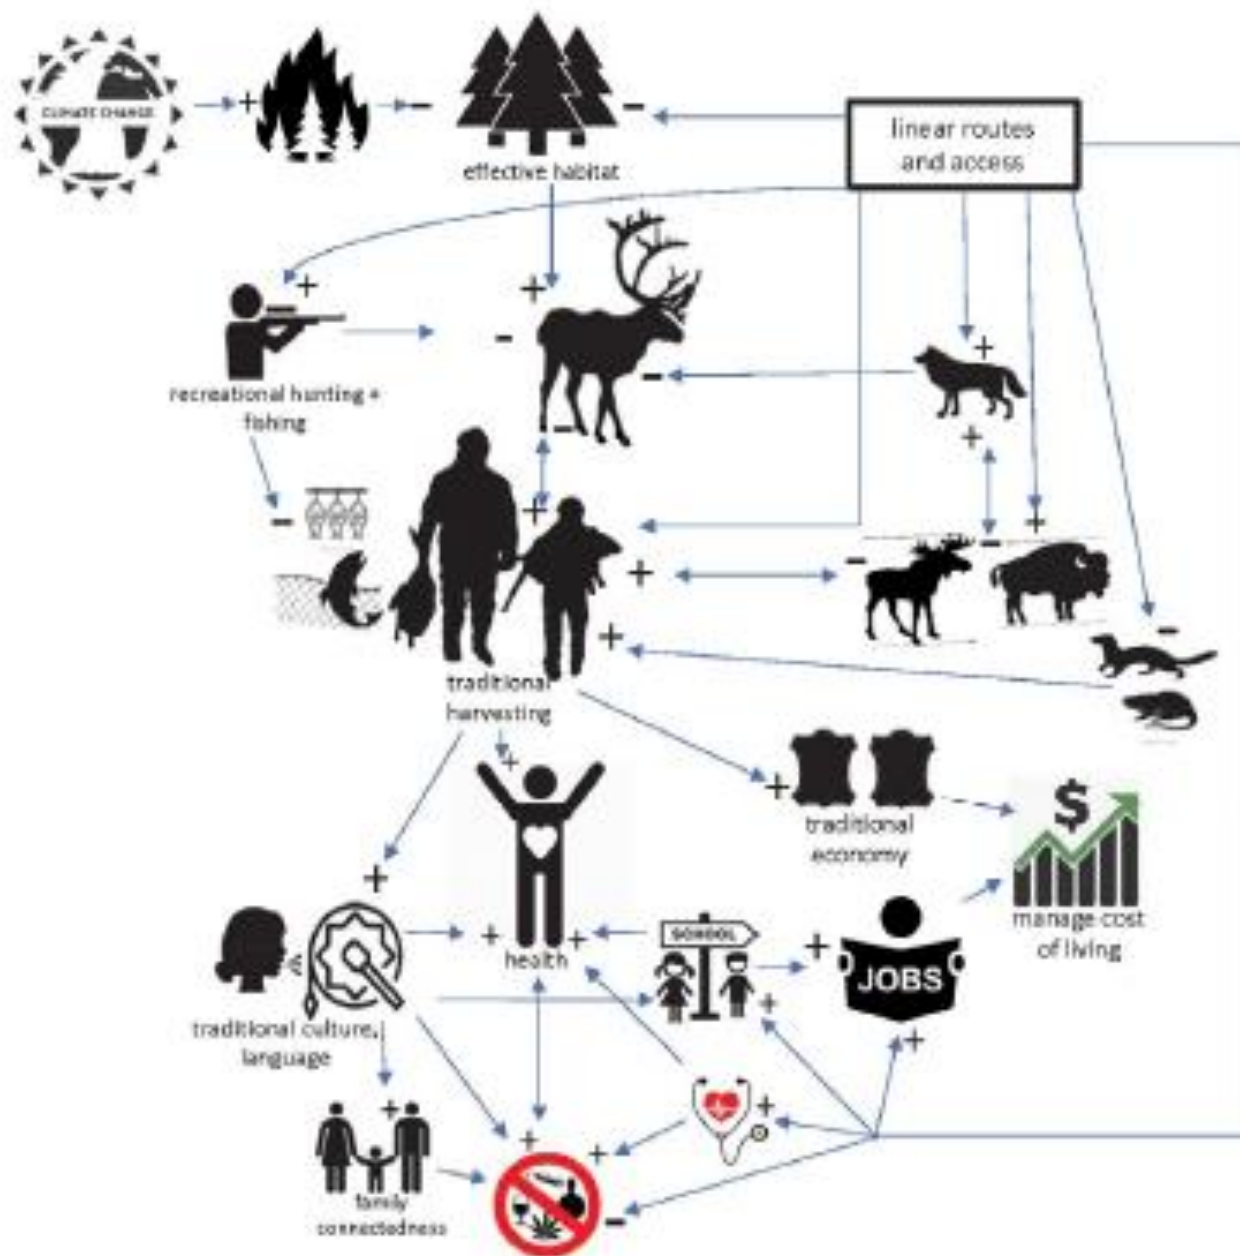 CLIMATE CHANGE
effective habitat
linear routes
and access
recreational hunting +
fishing
traditional
harvesting
traditional
economy
$
manage cost
of living
health
SCHOOL
JOBS
traditional culture,
language
family
connectedness